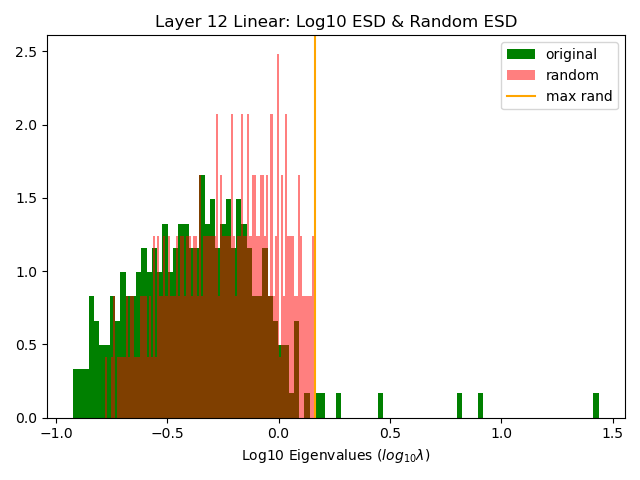 Layer 12 Linear: Log10 ESD & Random ESD
original
random
max rand
2.5
2.0
1.5
1.0
0.5
0.0
−1.0 −0.5 0.0 0.5 1.0 1.5
Log10 Eigenvalues (log₁₀λ)